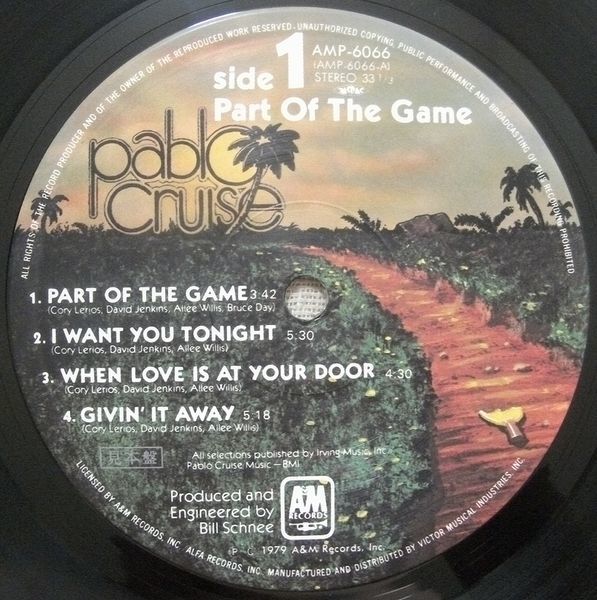 ALL RIGHTS OF THE RECORD PRODUCER AND OF THE OWNER OF THE REPRODUCED WORK RESERVED·UNAUTHORIZED COPYING, PUBLIC PERFORMANCE AND BROADCASTING OF THIS RECORD PROHIBITED.
side 1
AMP-6066
(AMP-6066-A)
STEREO 33 1/3
Part Of The Game
pablo
cruise
1. PART OF THE GAME 3:42
(Cory Lerios, David Jenkins, Allee Willis, Bruce Day)
2. I WANT YOU TONIGHT 5:30
(Cory Lerios, David Jenkins, Allee Willis)
3. WHEN LOVE IS AT YOUR DOOR 4:30
(Cory Lerios, David Jenkins, Allee Willis)
4. GIVIN' IT AWAY 5:18
(Cory Lerios, David Jenkins, Allee Willis)
見本盤
All selections published by Irving Music, Inc.
Pablo Cruise Music – BMI
Produced and
Engineered by
Bill Schnee
A&M
RECORDS
P C 1979 A&M Records, Inc.
LICENSED BY A&M RECORDS, INC. ALFA RECORDS, INC. MANUFACTURED AND DISTRIBUTED BY VICTOR MUSICAL INDUSTRIES, INC.